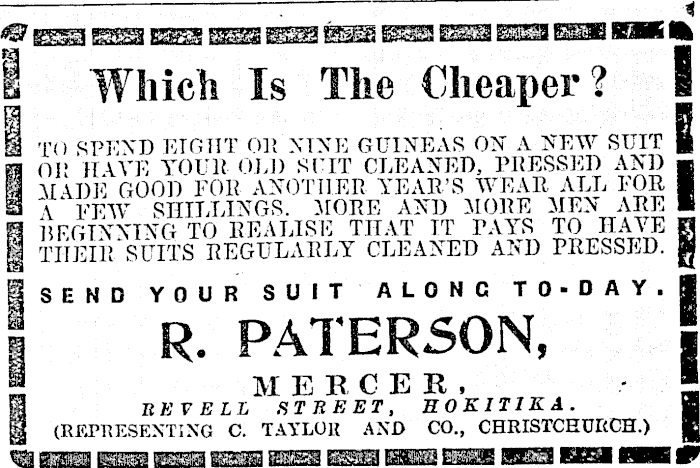 Which Is The Cheaper?
TO SPEND EIGHT OR NINE GUINEAS ON A NEW SUIT
OR HAVE YOUR OLD SUIT CLEANED, PRESSED AND
MADE GOOD FOR ANOTHER YEAR'S WEAR ALL FOR
A FEW SHILLINGS. MORE AND MORE MEN ARE
BEGINNING TO REALISE THAT IT PAYS TO HAVE
THEIR SUITS REGULARLY CLEANED AND PRESSED.
SEND YOUR SUIT ALONG TO-DAY.
R. PATERSON,
MERCER,
REVELL STREET, HOKITIKA.
(REPRESENTING C. TAYLOR AND CO., CHRISTCHURCH.)